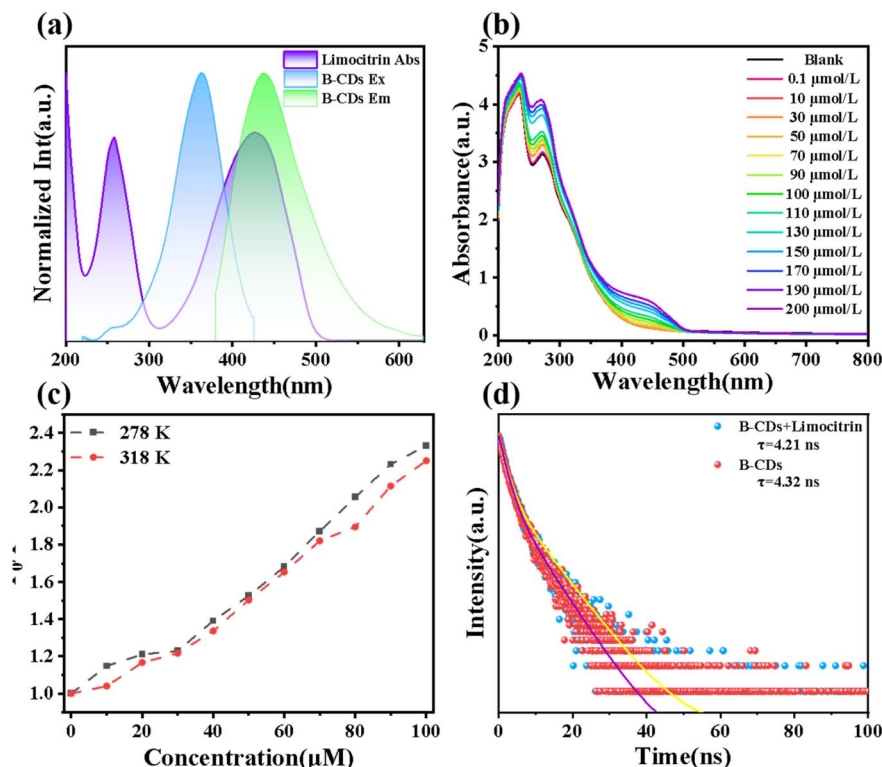 (a)
Limocitrin Abs
B-CDs Ex
B-CDs Em
Normalized Int(a.u.)
200 300 400 500 600
Wavelength(nm)
(b)
5
4
3
2
1
0
Absorbance(a.u.)
Blank
0.1 μmol/L
10 μmol/L
30 μmol/L
50 μmol/L
70 μmol/L
90 μmol/L
100 μmol/L
110 μmol/L
130 μmol/L
150 μmol/L
170 μmol/L
190 μmol/L
200 μmol/L
200 300 400 500 600 700 800
Wavelength(nm)
(c)
278 K
318 K
2.4
2.2
2.0
1.8
1.6
1.4
1.2
1.0
0 20 40 60 80 100
Concentration(μM)
(d)
B-CDs+Limocitrin
τ=4.21 ns
B-CDs
τ=4.32 ns
Intensity(a.u.)
0 20 40 60 80 100
Time(ns)